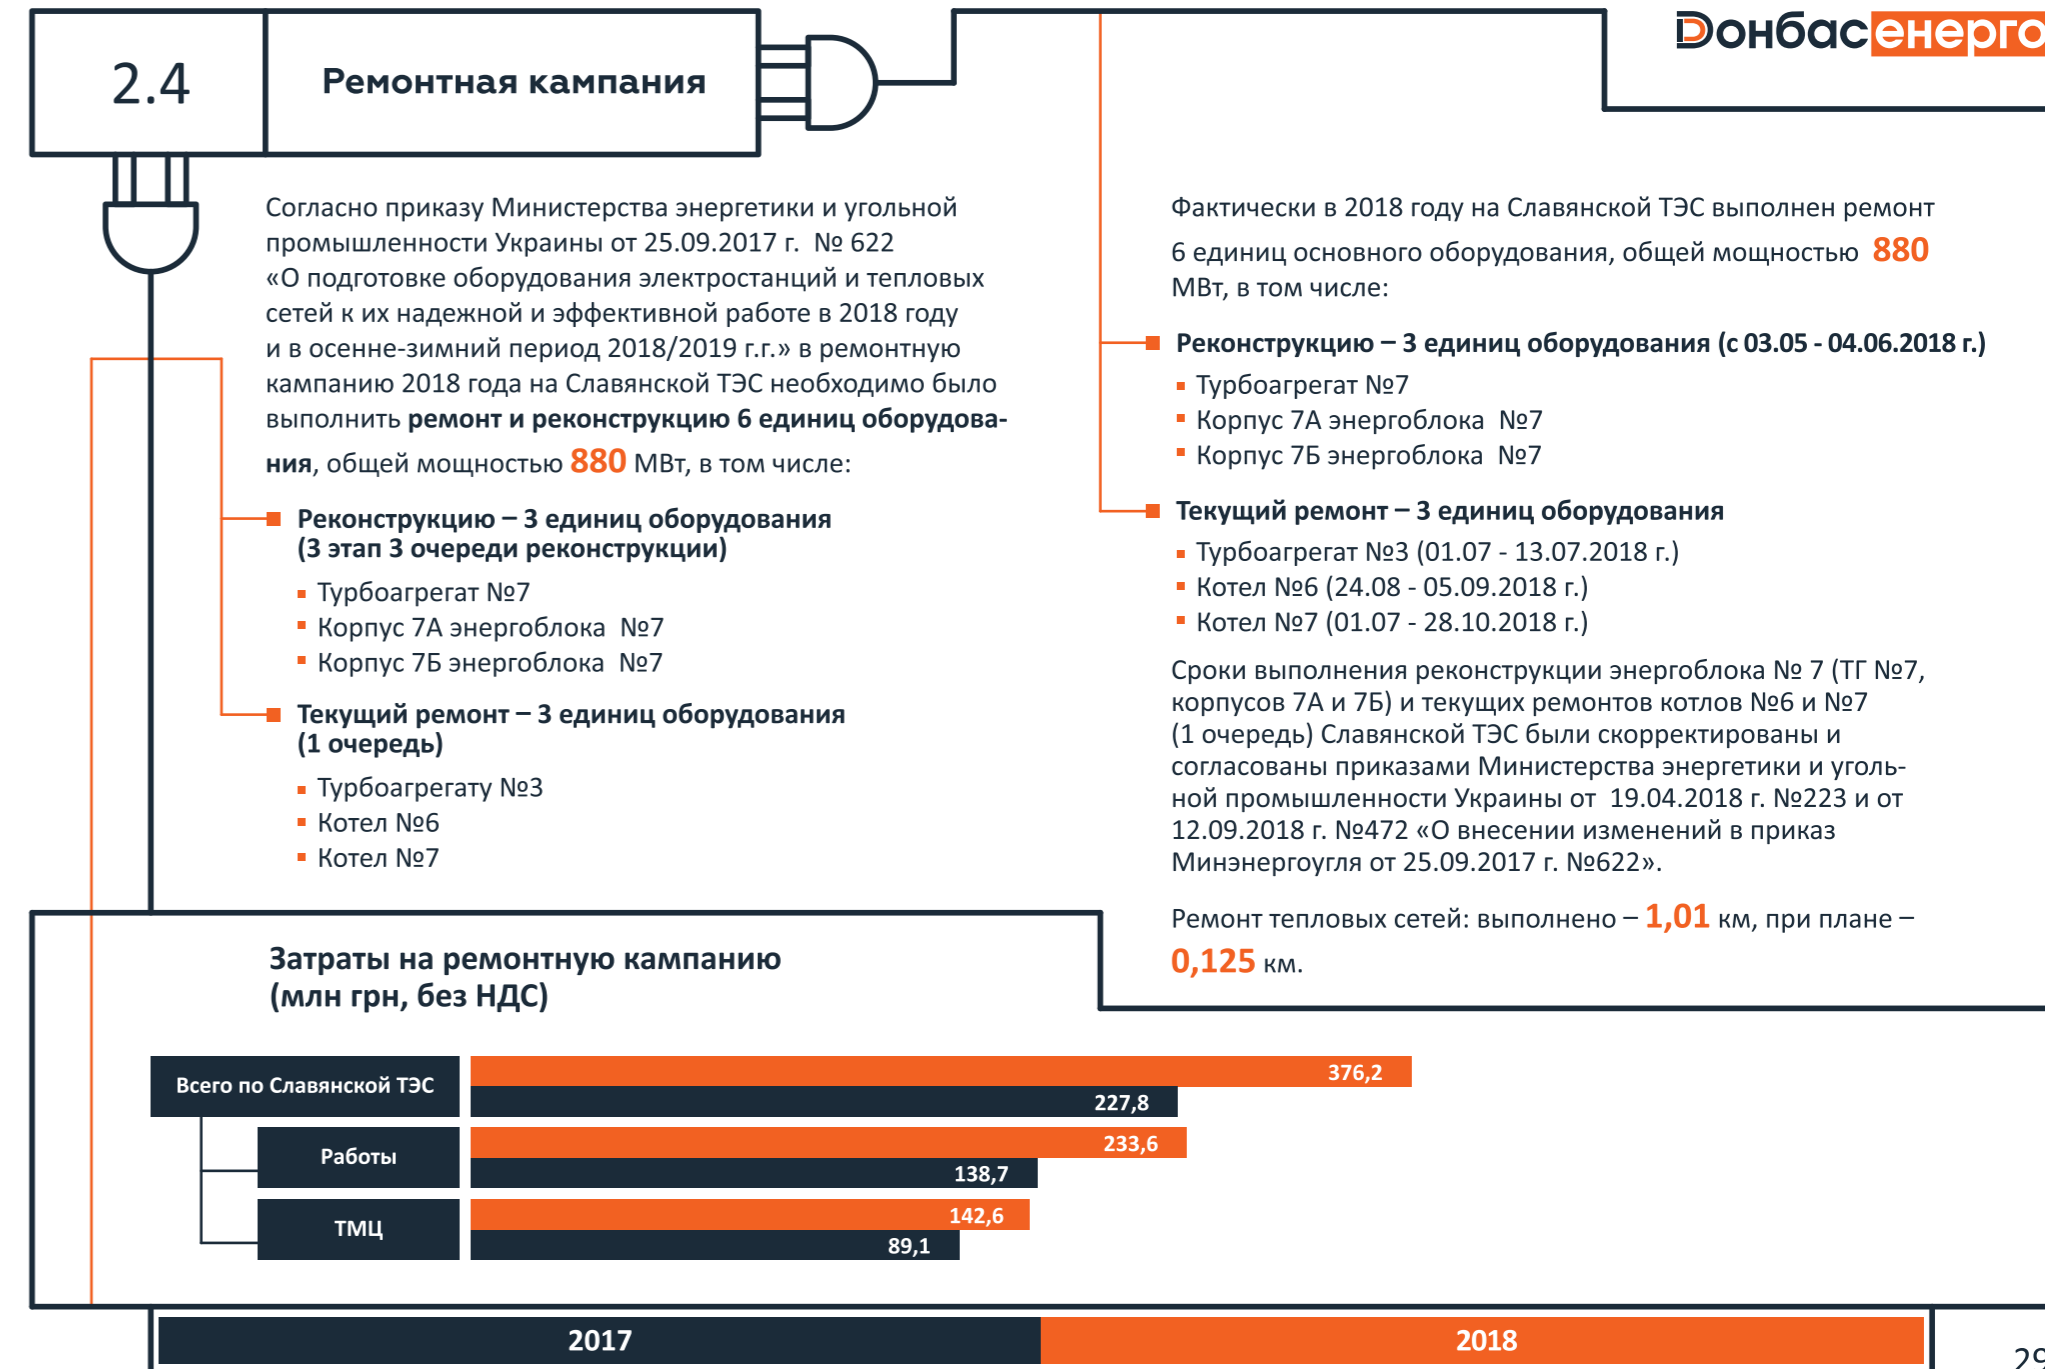 2.4
Ремонтная кампания
Донбасенерго
Согласно приказу Министерства энергетики и угольной
промышленности Украины от 25.09.2017 г.  № 622
«О подготовке оборудования электростанций и тепловых
сетей к их надежной и эффективной работе в 2018 году
и в осенне-зимний период 2018/2019 г.г.» в ремонтную
кампанию 2018 года на Славянской ТЭС необходимо было
выполнить ремонт и реконструкцию 6 единиц оборудова-
ния, общей мощностью 880 МВт, в том числе:
Реконструкцию – 3 единиц оборудования
(3 этап 3 очереди реконструкции)
Турбоагрегат №7
Корпус 7А энергоблока  №7
Корпус 7Б энергоблока  №7
Текущий ремонт – 3 единиц оборудования
(1 очередь)
Турбоагрегату №3
Котел №6
Котел №7
Фактически в 2018 году на Славянской ТЭС выполнен ремонт
6 единиц основного оборудования, общей мощностью  880
МВт, в том числе:
Реконструкцию – 3 единиц оборудования (с 03.05 - 04.06.2018 г.)
Турбоагрегат №7
Корпус 7А энергоблока  №7
Корпус 7Б энергоблока  №7
Текущий ремонт – 3 единиц оборудования
Турбоагрегат №3 (01.07 - 13.07.2018 г.)
Котел №6 (24.08 - 05.09.2018 г.)
Котел №7 (01.07 - 28.10.2018 г.)
Сроки выполнения реконструкции энергоблока № 7 (ТГ №7,
корпусов 7А и 7Б) и текущих ремонтов котлов №6 и №7
(1 очередь) Славянской ТЭС были скорректированы и
согласованы приказами Министерства энергетики и уголь-
ной промышленности Украины от  19.04.2018 г. №223 и от
12.09.2018 г. №472 «О внесении изменений в приказ
Минэнергоугля от 25.09.2017 г. №622».
Ремонт тепловых сетей: выполнено – 1,01 км, при плане –
0,125 км.
Затраты на ремонтную кампанию
(млн грн, без НДС)
Всего по Славянской ТЭС
376,2
227,8
Работы
233,6
138,7
ТМЦ
142,6
89,1
2017
2018
29